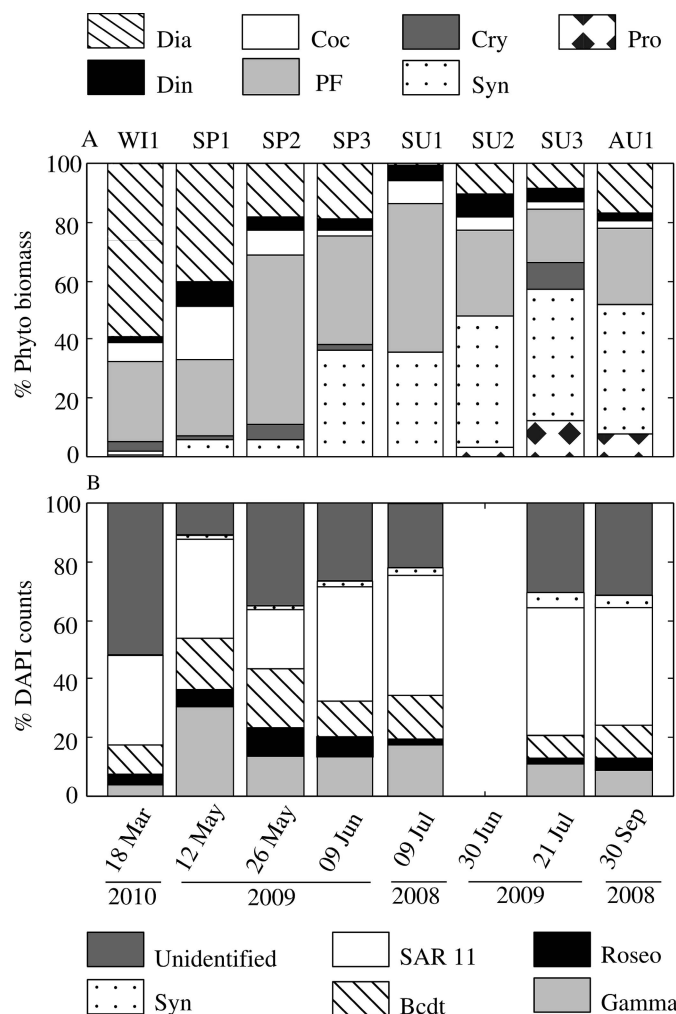 Dia Coc Cry Pro
Din PF Syn
A WI1 SP1 SP2 SP3 SU1 SU2 SU3 AU1
100
80
60
40
20
0
% Phyto biomass
B
100
80
60
40
20
0
% DAPI counts
18 Mar 12 May 26 May 09 Jun 09 Jul 30 Jun 21 Jul 30 Sep
2010 2009 2008 2009 2008
Unidentified SAR 11 Roseo
Syn Bcdt Gamma